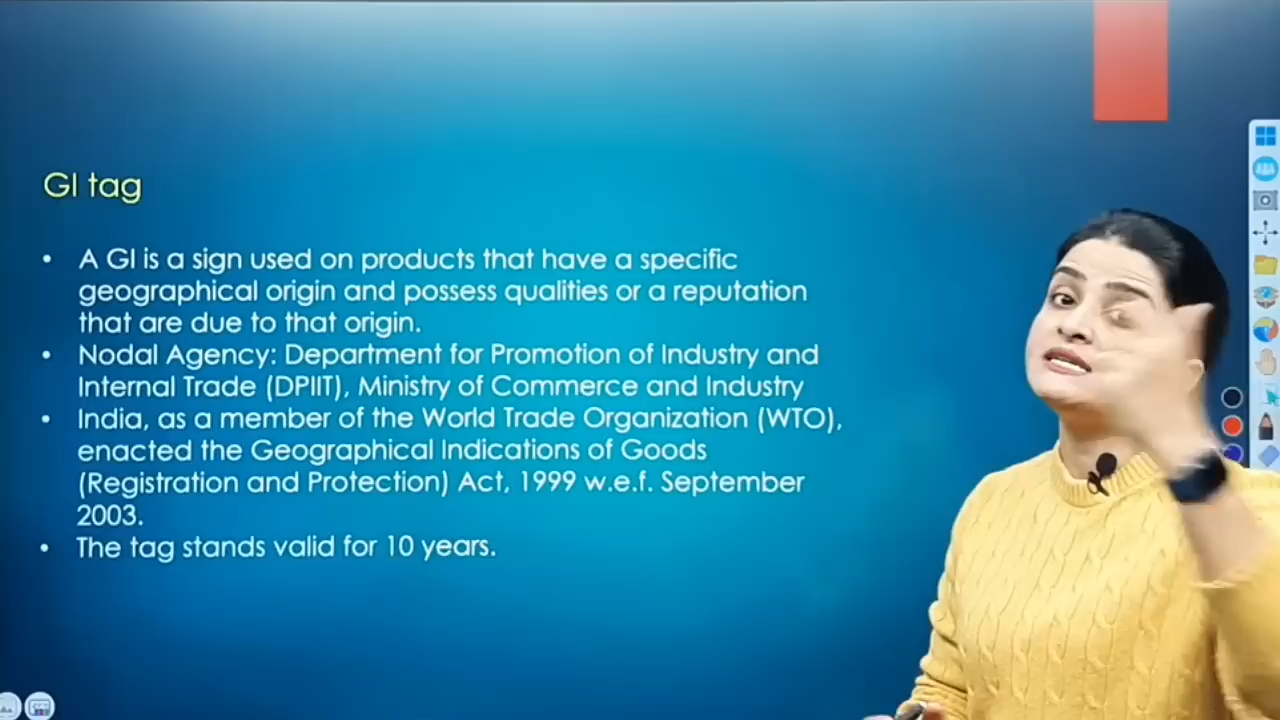 GI tag
• A GI is a sign used on products that have a specific
geographical origin and possess qualities or a reputation
that are due to that origin.
• Nodal Agency: Department for Promotion of Industry and
Internal Trade (DPIIT), Ministry of Commerce and Industry
• India, as a member of the World Trade Organization (WTO),
enacted the Geographical Indications of Goods
(Registration and Protection) Act, 1999 w.e.f. September
2003.
• The tag stands valid for 10 years.